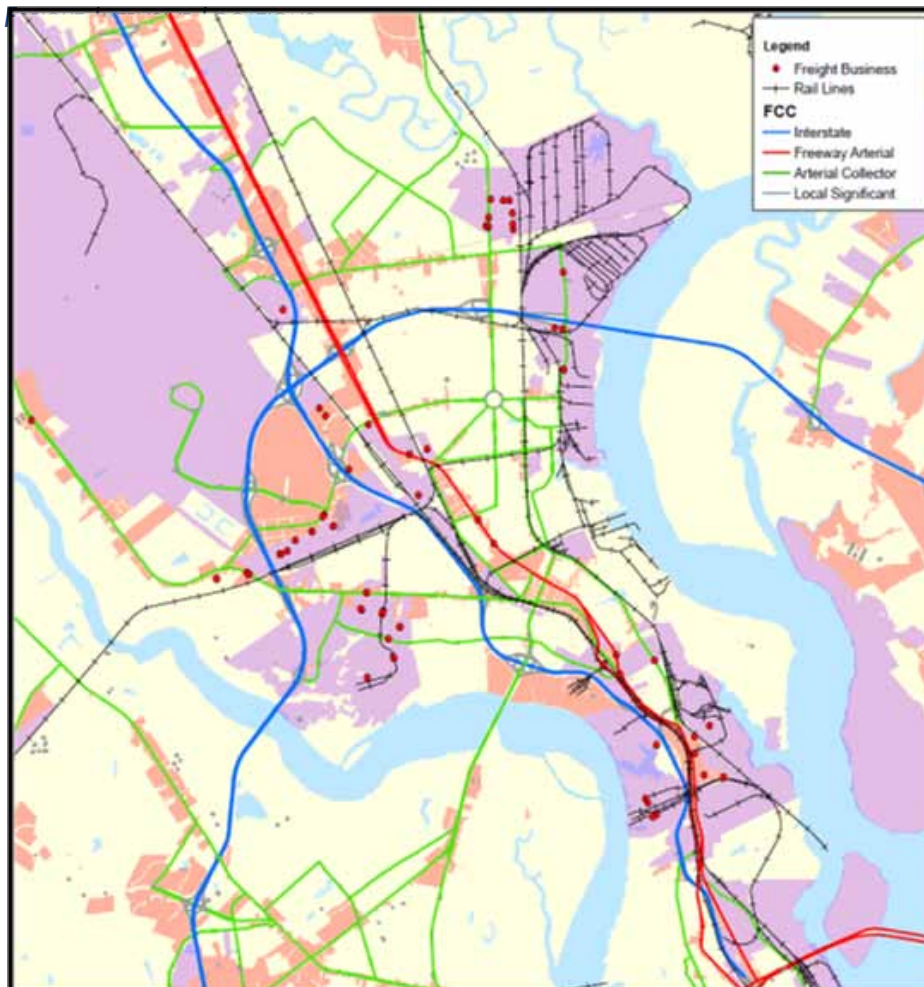 Legend
Freight Business
Rail Lines
FCC
Interstate
Freeway Arterial
Arterial Collector
Local Significant